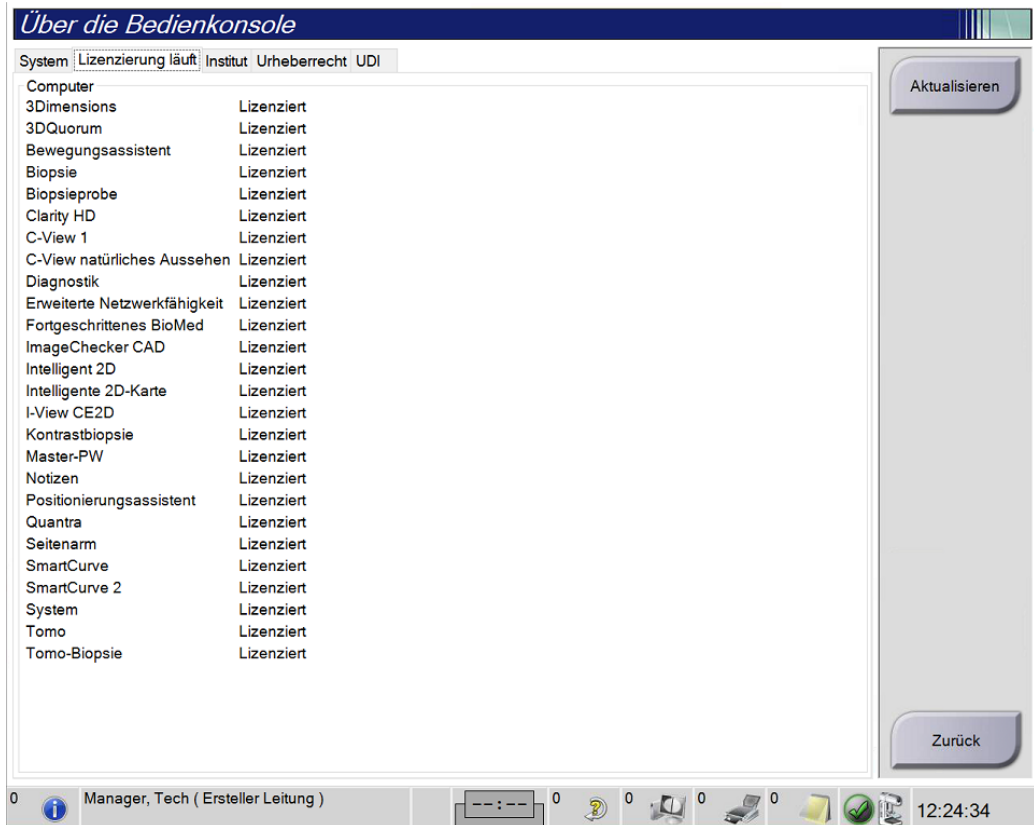 Über die Bedienkonsole
System Lizenzierung läuft Institut Urheberrecht UDI
Aktualisieren
Computer
3Dimensions Lizenziert
3DQuorum Lizenziert
Bewegungsassistent Lizenziert
Biopsie Lizenziert
Biopsieprobe Lizenziert
Clarity HD Lizenziert
C-View 1 Lizenziert
C-View natürliches Aussehen Lizenziert
Diagnostik Lizenziert
Erweiterte Netzwerkfähigkeit Lizenziert
Fortgeschrittenes BioMed Lizenziert
ImageChecker CAD Lizenziert
Intelligent 2D Lizenziert
Intelligente 2D-Karte Lizenziert
I-View CE2D Lizenziert
Kontrastbiopsie Lizenziert
Master-PW Lizenziert
Notizen Lizenziert
Positionierungsassistent Lizenziert
Quantra Lizenziert
Seitenarm Lizenziert
SmartCurve Lizenziert
SmartCurve 2 Lizenziert
System Lizenziert
Tomo Lizenziert
Tomo-Biopsie Lizenziert
Zurück
0 Manager, Tech ( Ersteller Leitung ) --:-- 0 0 0 0 12:24:34